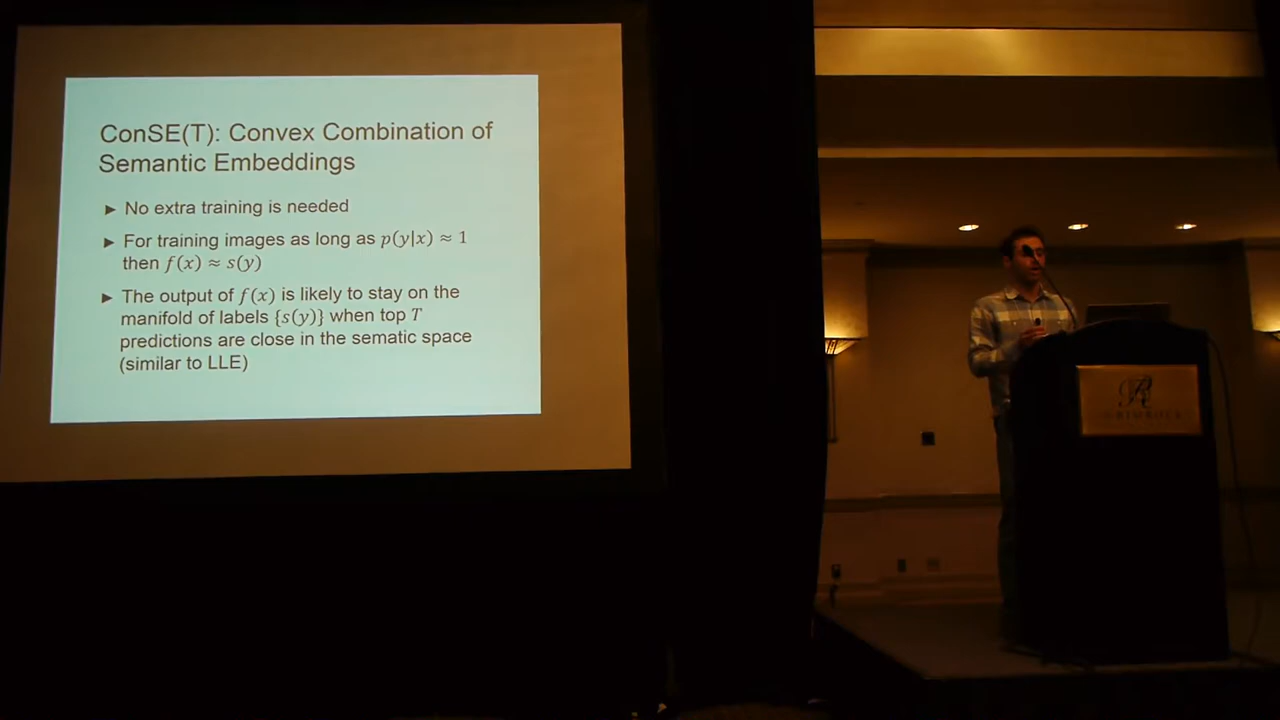 ConSE(T): Convex Combination of
Semantic Embeddings
► No extra training is needed
► For training images as long as p(y|x) ≈ 1
then f(x) ≈ s(y)
► The output of f(x) is likely to stay on the
manifold of labels {s(y)} when top T
predictions are close in the sematic space
(similar to LLE)
R